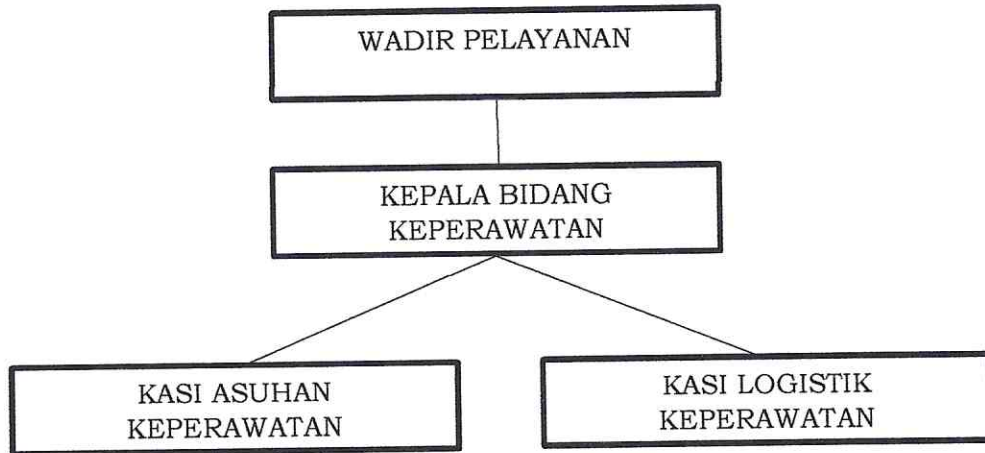 WADIR PELAYANAN
KEPALA BIDANG
KEPERAWATAN
KASI ASUHAN
KEPERAWATAN
KASI LOGISTIK
KEPERAWATAN